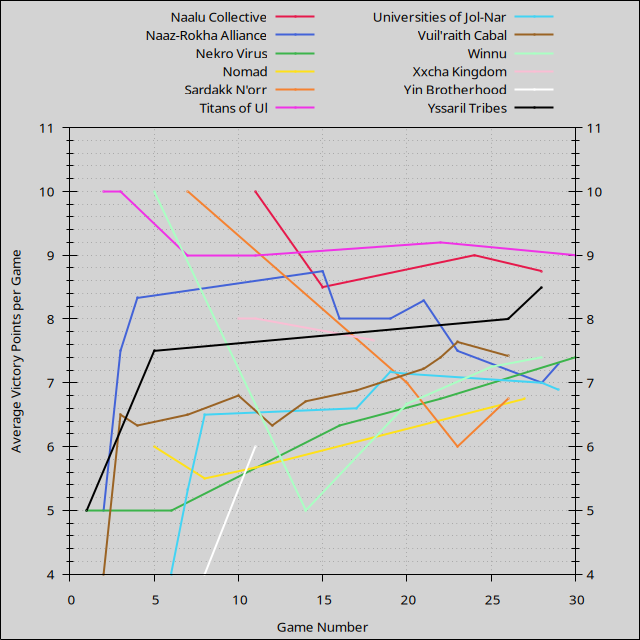 Naalu Collective
Naaz-Rokha Alliance
Nekro Virus
Nomad
Sardakk N'orr
Titans of Ul
Universities of Jol-Nar
Vuil'raith Cabal
Winnu
Xxcha Kingdom
Yin Brotherhood
Yssaril Tribes
Average Victory Points per Game
11 11
10 10
9 9
8 8
7 7
6 6
5 5
4 4
0 5 10 15 20 25 30
Game Number